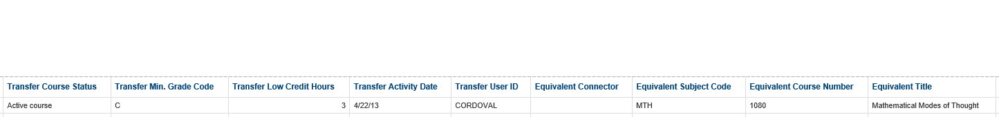 Transfer Course Status Transfer Min. Grade Code Transfer Low Credit Hours Transfer Activity Date Transfer User ID Equivalent Connector Equivalent Subject Code Equivalent Course Number Equivalent Title
Active course C 3 4/22/13 CORDOVAL MTH 1080 Mathematical Modes of Thought